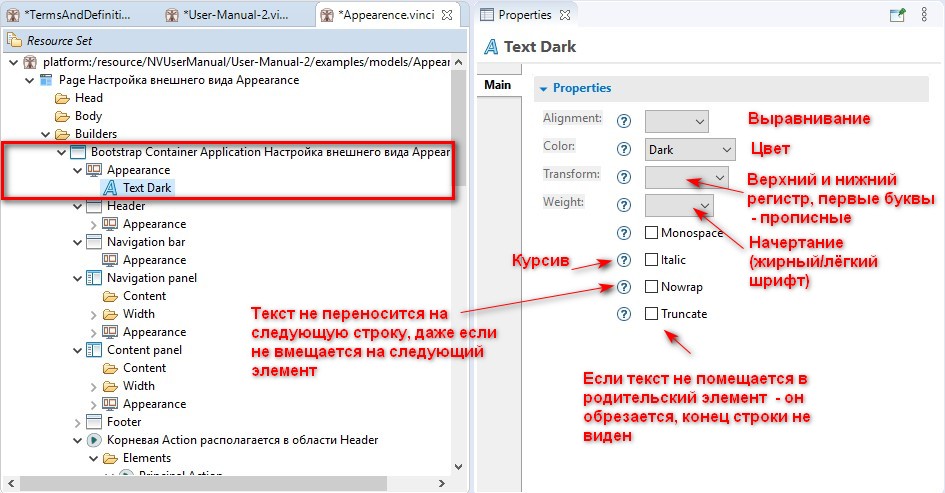 *TermsAndDefiniti...
*User-Manual-2.vi...
*Appearence.vinci
Resource Set
platform:/resource/NVUserManual/User-Manual-2/examples/models/Appear
Page Настройка внешнего вида Appearance
Head
Body
Builders
Bootstrap Container Application Настройка внешнего вида Appear
Appearance
Text Dark
Header
Appearance
Navigation bar
Appearance
Navigation panel
Content
Width
Appearance
Content panel
Content
Width
Appearance
Footer
Корневая Action располагается в области Header
Elements
Principal Action
Properties
Text Dark
Main
Properties
Alignment:
Выравнивание
Color:
Dark
Цвет
Transform:
Верхний и нижний
регистр, первые буквы
- прописные
Weight:
Начертание
(жирный/лёгкий
шрифт)
Monospace
Курсив
Italic
Nowrap
Truncate
Текст не переносится на
следующую строку, даже если
не вмещается на следующий
элемент
Если текст не помещается в
родительский элемент - он
обрезается, конец строки не
виден